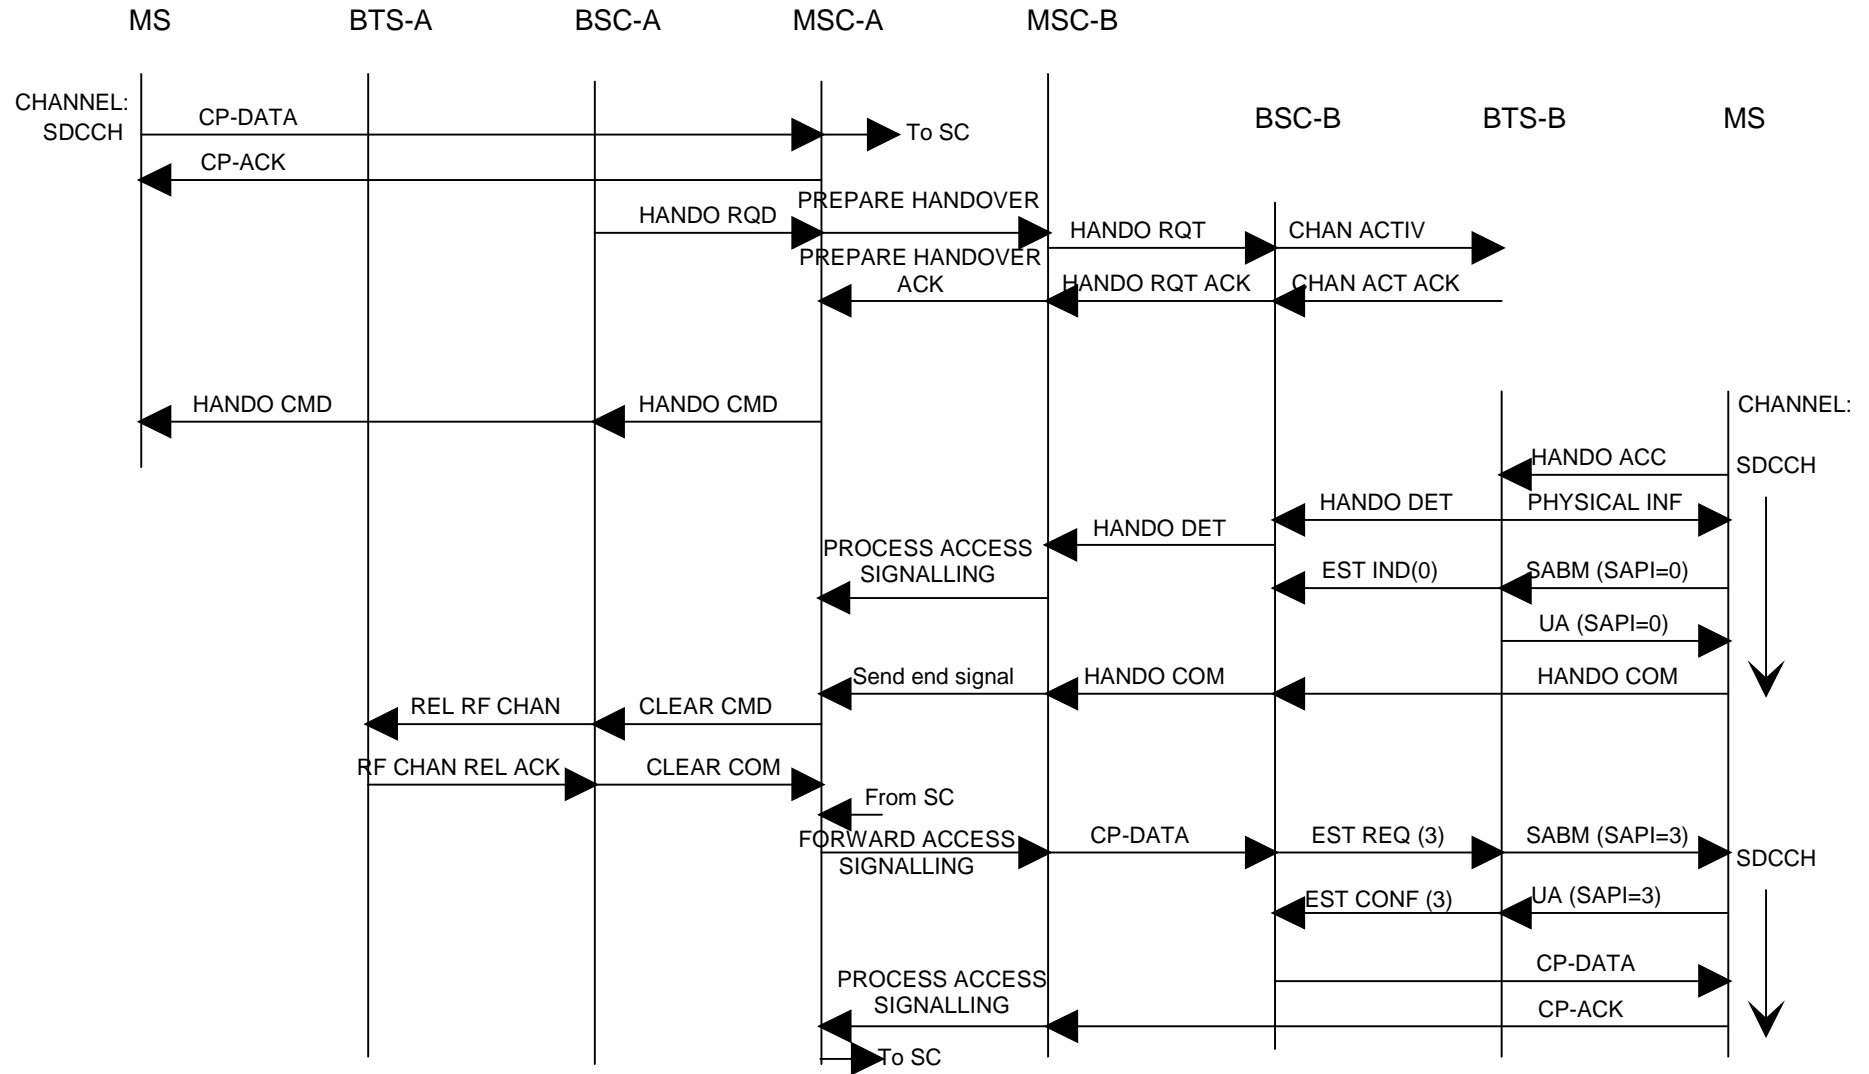 MS BTS-A BSC-A MSC-A MSC-B
CHANNEL:
SDCCH
CP-DATA
To SC
BSC-B BTS-B MS
CP-ACK
HANDO RQD
PREPARE HANDOVER
HANDO RQT
CHAN ACTIV
PREPARE HANDOVER
ACK
HANDO RQT ACK
CHAN ACT ACK
HANDO CMD
HANDO CMD
CHANNEL:
SDCCH
HANDO ACC
HANDO DET
PHYSICAL INF
HANDO DET
PROCESS ACCESS
SIGNALLING
EST IND(0)
SABM (SAPI=0)
UA (SAPI=0)
Send end signal
HANDO COM
HANDO COM
REL RF CHAN
CLEAR CMD
RF CHAN REL ACK
CLEAR COM
From SC
FORWARD ACCESS
SIGNALLING
CP-DATA
EST REQ (3)
SABM (SAPI=3)
SDCCH
EST CONF (3)
UA (SAPI=3)
CP-DATA
PROCESS ACCESS
SIGNALLING
CP-ACK
To SC